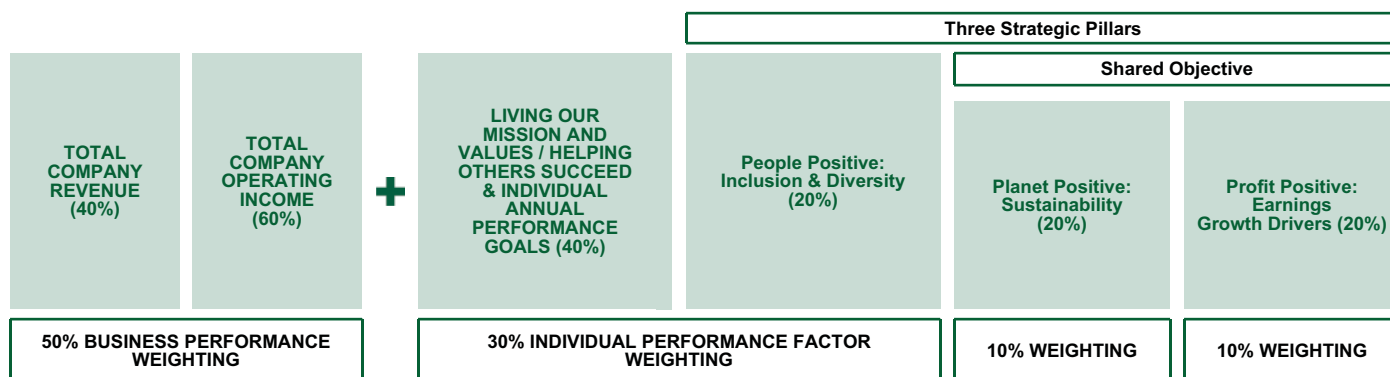 Three Strategic Pillars
Shared Objective
TOTAL
COMPANY
REVENUE
(40%)
TOTAL
COMPANY
OPERATING
INCOME
(60%)
LIVING OUR
MISSION AND
VALUES / HELPING
OTHERS SUCCEED
& INDIVIDUAL
ANNUAL
PERFORMANCE
GOALS (40%)
People Positive:
Inclusion & Diversity
(20%)
Planet Positive:
Sustainability
(20%)
Profit Positive:
Earnings
Growth Drivers (20%)
50% BUSINESS PERFORMANCE
WEIGHTING
30% INDIVIDUAL PERFORMANCE FACTOR
WEIGHTING
10% WEIGHTING
10% WEIGHTING